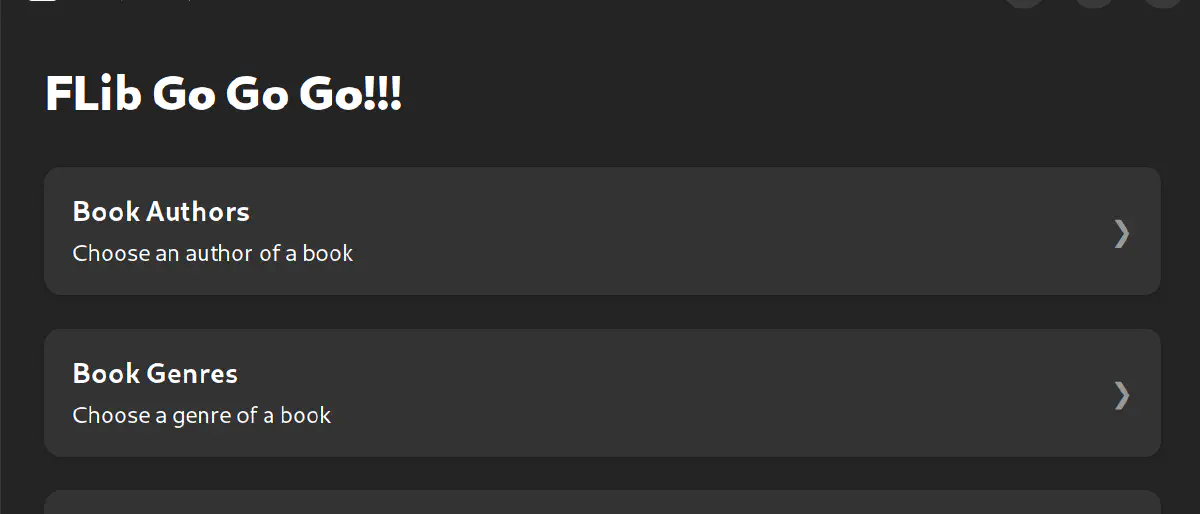 FLib Go Go Go!!!
Book Authors
Choose an author of a book
❯
Book Genres
Choose a genre of a book
❯